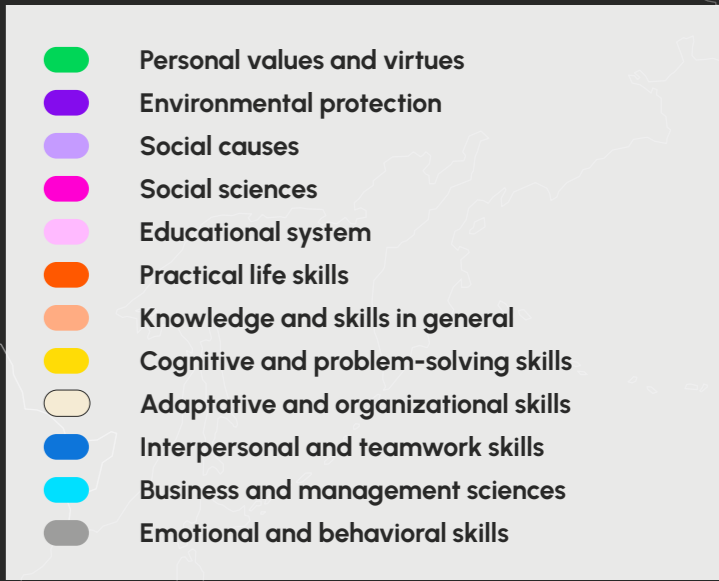 Personal values and virtues
Environmental protection
Social causes
Social sciences
Educational system
Practical life skills
Knowledge and skills in general
Cognitive and problem-solving skills
Adaptative and organizational skills
Interpersonal and teamwork skills
Business and management sciences
Emotional and behavioral skills